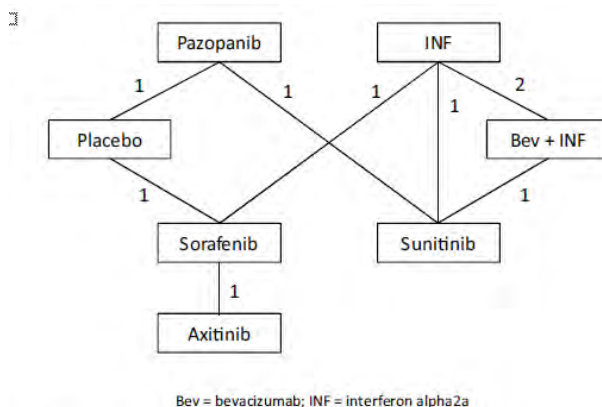 Pazopanib INF
1 1 1 1 2
Placebo Bev + INF
1 1
Sorafenib Sunitinib
1
Axitinib
Bev = bevacizumab; INF = interferon alpha2a